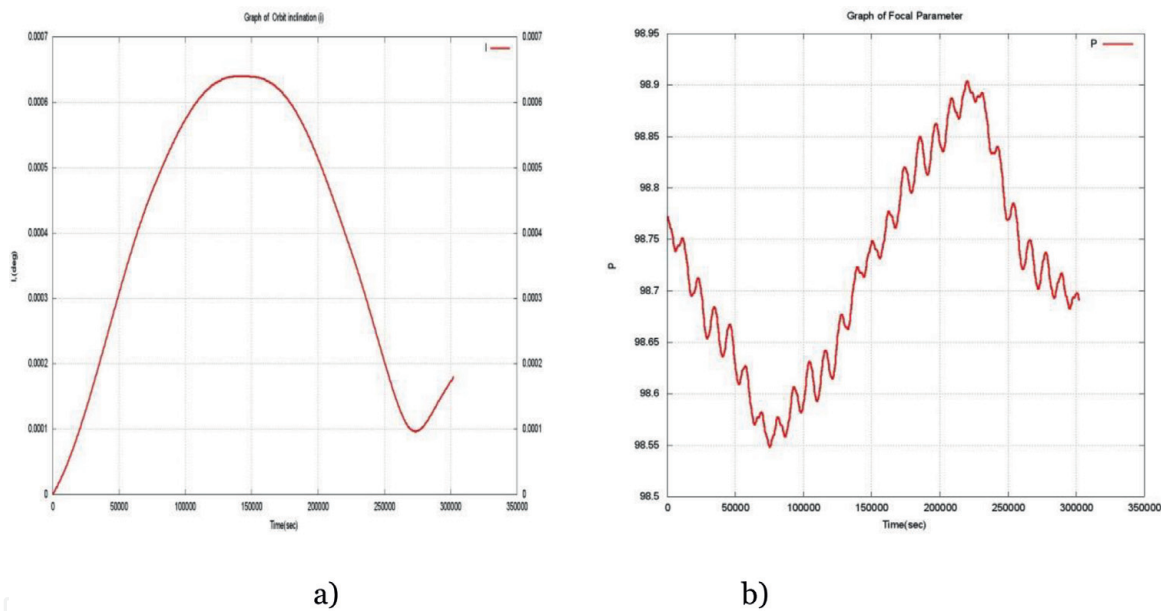 Graph of Orbit inclination (i)
0.0007
0.0006
0.0005
0.0004
0.0003
0.0002
0.0001
0
I,(deg)
I
0.0007
0.0006
0.0005
0.0004
0.0003
0.0002
0.0001
0
0 50000 100000 150000 200000 250000 300000 350000
Time(sec)
a)
Graph of Focal Parameter
98.95
98.9
98.85
98.8
98.75
98.7
98.65
98.6
98.55
98.5
P
P
0 50000 100000 150000 200000 250000 300000 350000
Time(sec)
b)